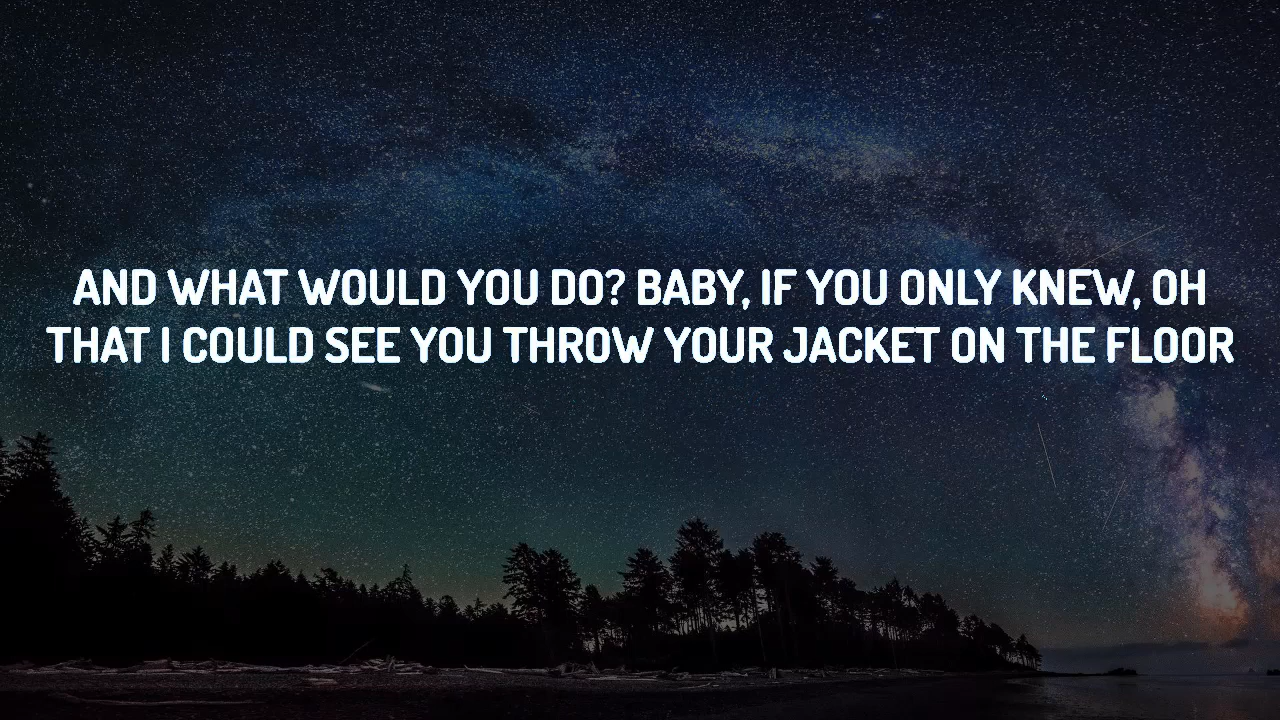 AND WHAT WOULD YOU DO? BABY, IF YOU ONLY KNEW, OH
THAT I COULD SEE YOU THROW YOUR JACKET ON THE FLOOR